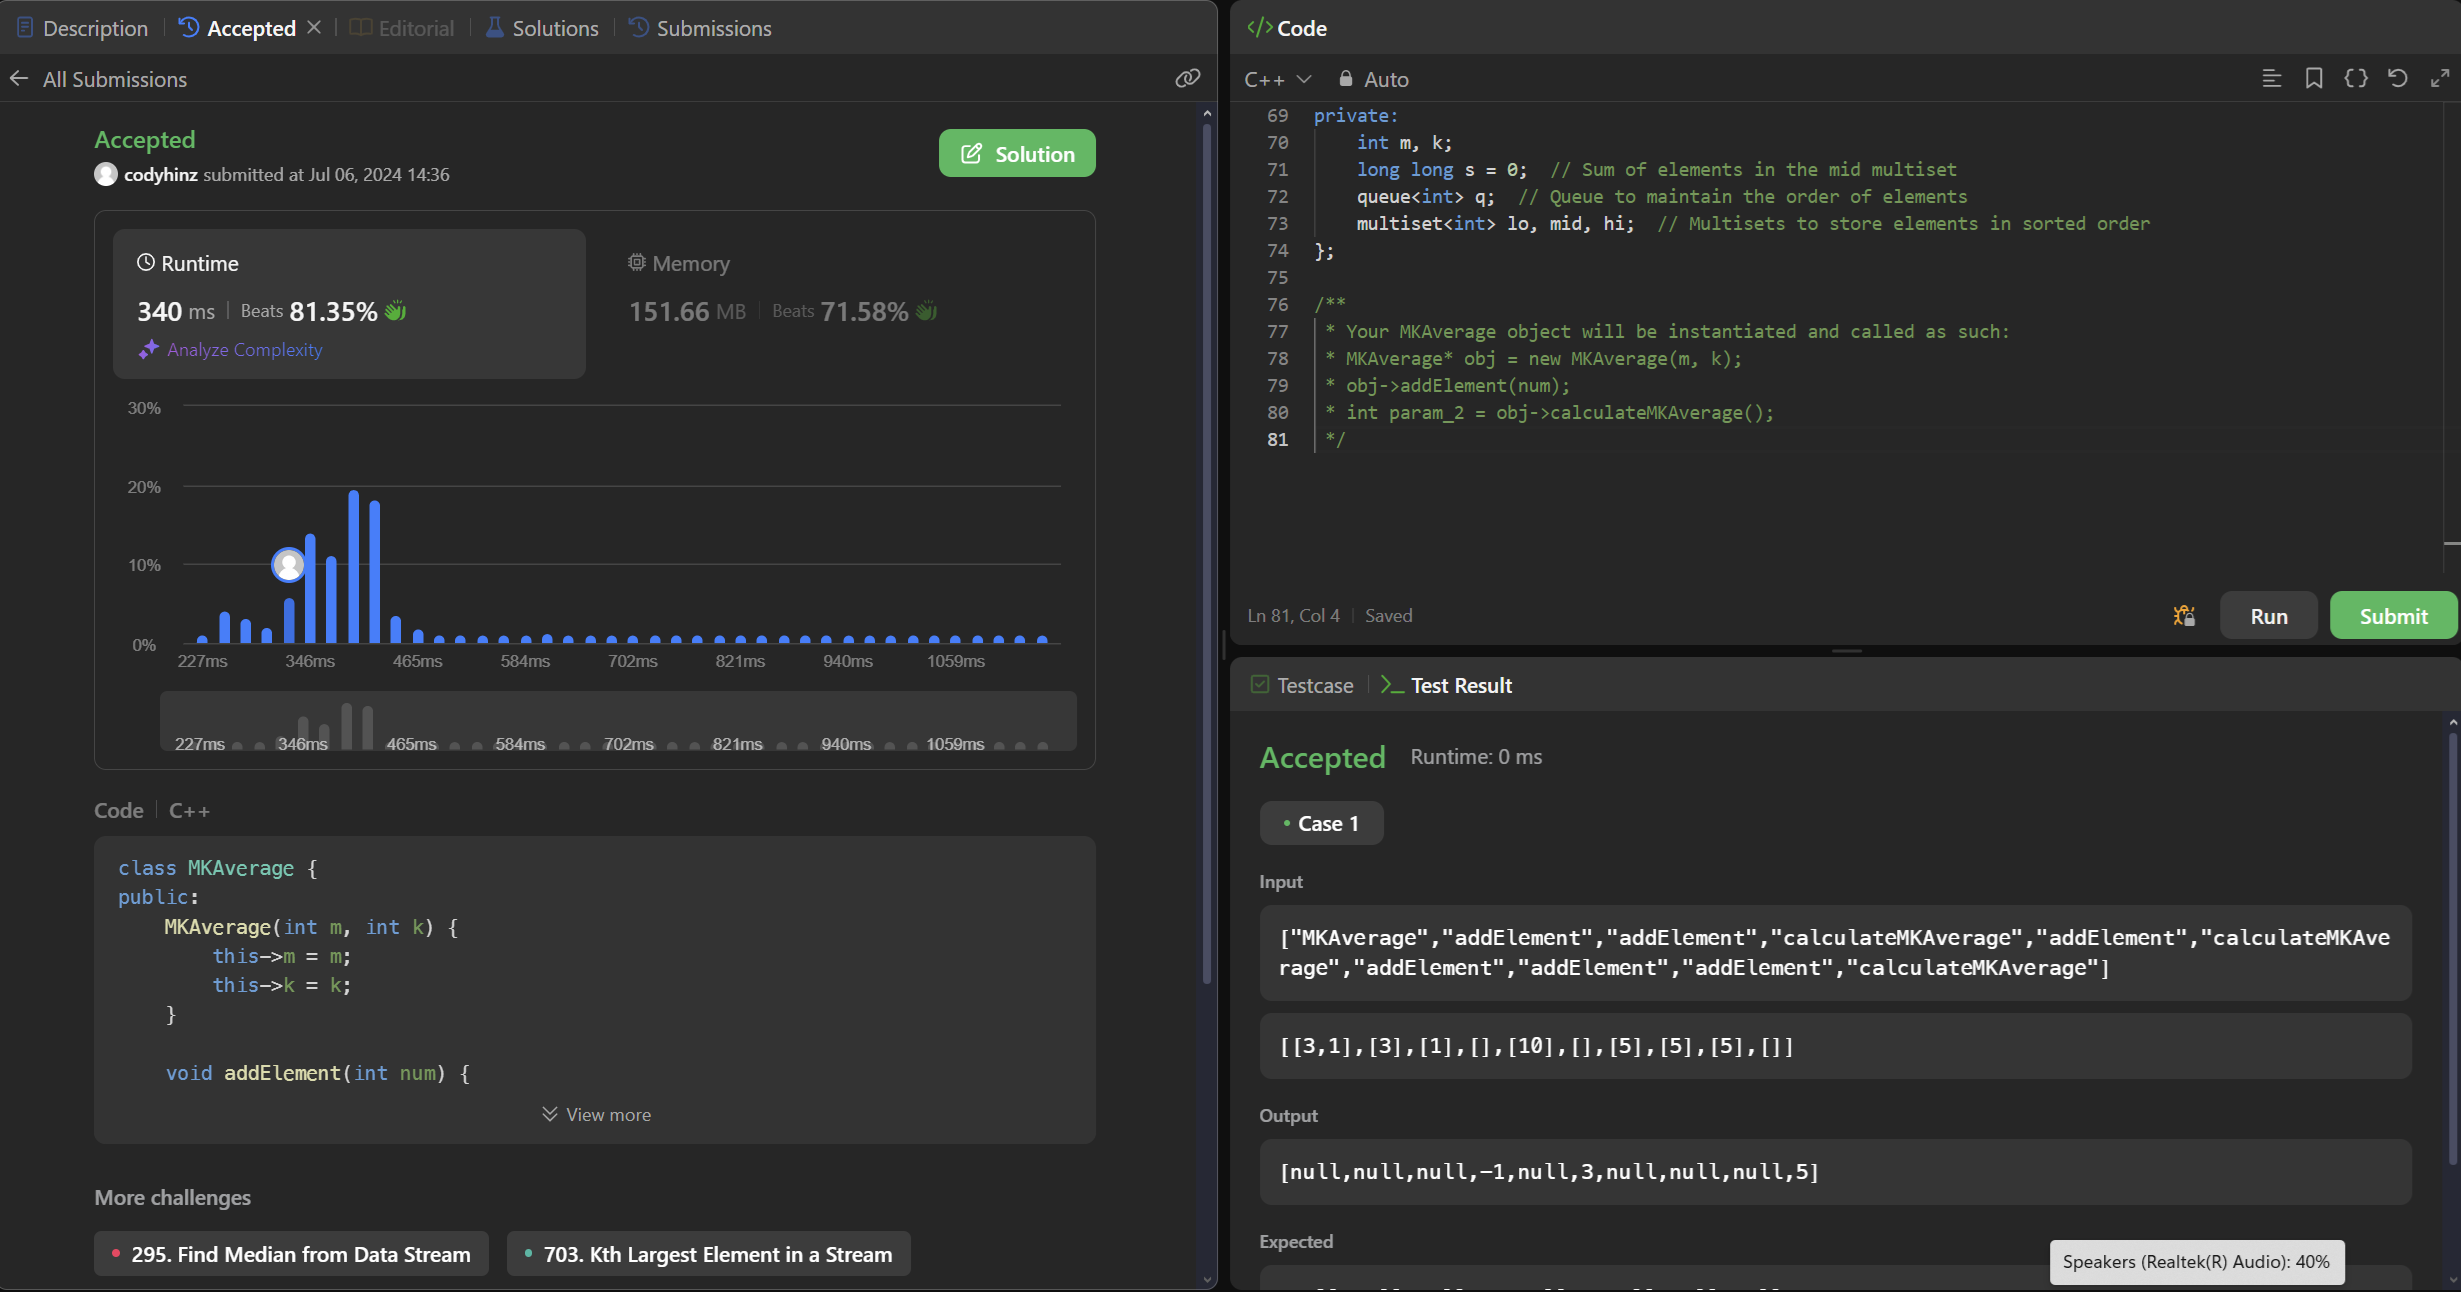 Description
Accepted
Editorial
Solutions
Submissions
All Submissions
Accepted
codyhinz submitted at Jul 06, 2024 14:36
Solution
Runtime
340 ms
Beats 81.35%
Analyze Complexity
Memory
151.66 MB
Beats 71.58%
30%
20%
10%
0%
227ms 346ms 465ms 584ms 702ms 821ms 940ms 1059ms
227ms 346ms 465ms 584ms 702ms 821ms 940ms 1059ms
Code
C++
class MKAverage {
public:
    MKAverage(int m, int k) {
        this->m = m;
        this->k = k;
    }
    void addElement(int num) {
View more
More challenges
295. Find Median from Data Stream
703. Kth Largest Element in a Stream
</> Code
C++
Auto
69 private:
70     int m, k;
71     long long s = 0;  // Sum of elements in the mid multiset
72     queue<int> q;  // Queue to maintain the order of elements
73     multiset<int> lo, mid, hi;  // Multisets to store elements in sorted order
74 };
75
76 /**
77  * Your MKAverage object will be instantiated and called as such:
78  * MKAverage* obj = new MKAverage(m, k);
79  * obj->addElement(num);
80  * int param_2 = obj->calculateMKAverage();
81  */
Ln 81, Col 4
Saved
Run
Submit
Testcase
Test Result
Accepted
Runtime: 0 ms
Case 1
Input
["MKAverage","addElement","addElement","calculateMKAverage","addElement","calculateMKAve
rage","addElement","addElement","addElement","calculateMKAverage"]
[[3,1],[3],[1],[],[10],[],[5],[5],[5],[]]
Output
[null,null,null,-1,null,3,null,null,null,5]
Expected
Speakers (Realtek(R) Audio): 40%